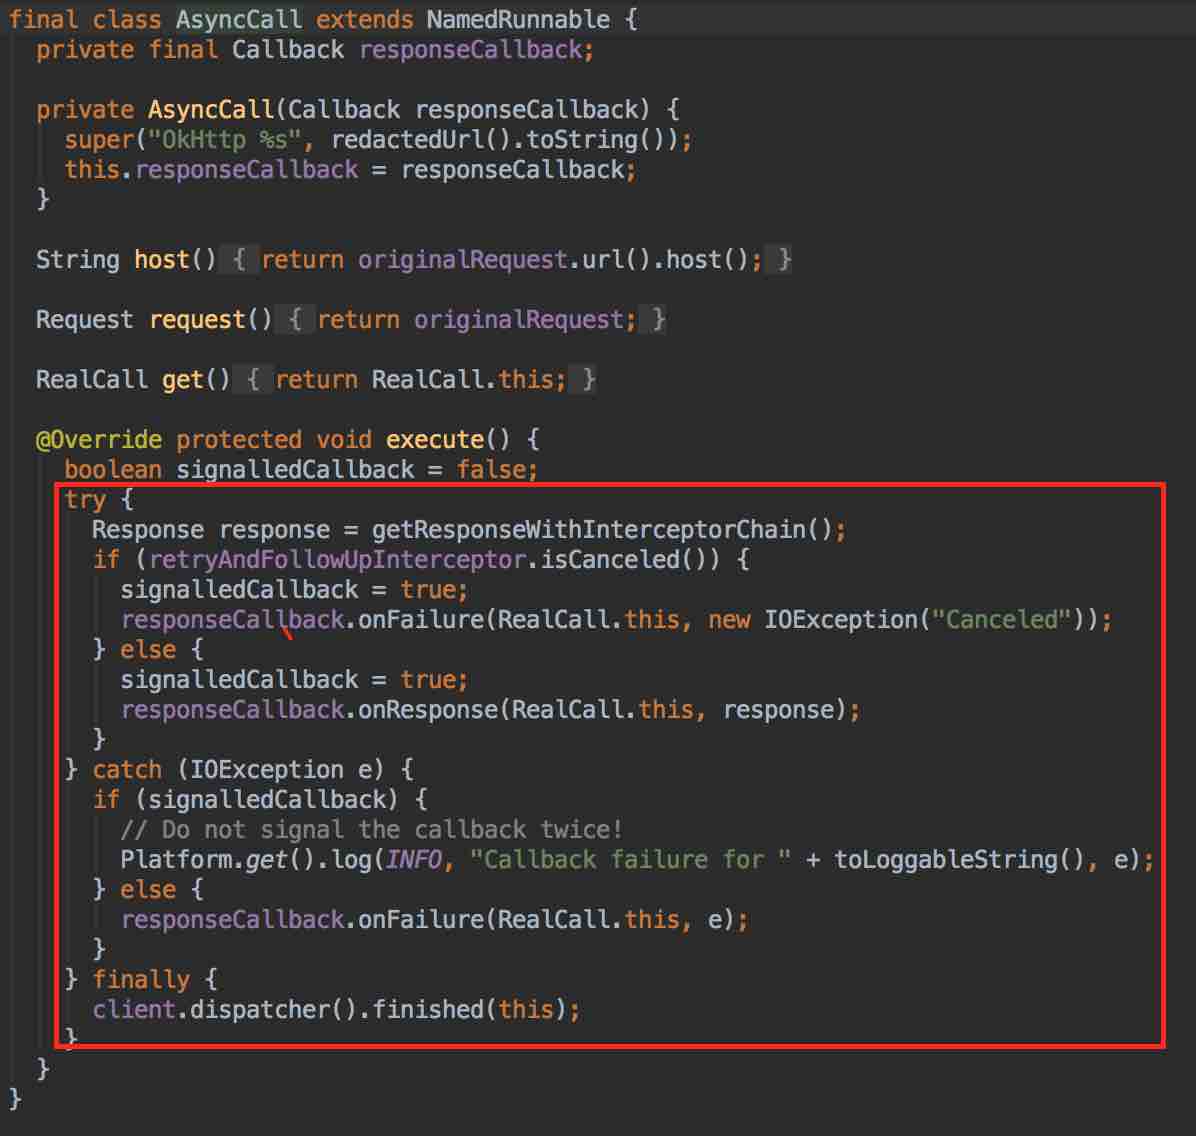 final class AsyncCall extends NamedRunnable {
private final Callback responseCallback;
private AsyncCall(Callback responseCallback) {
super("OkHttp %s", redactedUrl().toString());
this.responseCallback = responseCallback;
}
String host() { return originalRequest.url().host(); }
Request request() { return originalRequest; }
RealCall get() { return RealCall.this; }
@Override protected void execute() {
boolean signalledCallback = false;
try {
Response response = getResponseWithInterceptorChain();
if (retryAndFollowUpInterceptor.isCanceled()) {
signalledCallback = true;
responseCallback.onFailure(RealCall.this, new IOException("Canceled"));
} else {
signalledCallback = true;
responseCallback.onResponse(RealCall.this, response);
}
} catch (IOException e) {
if (signalledCallback) {
// Do not signal the callback twice!
Platform.get().log(INFO, "Callback failure for " + toLoggableString(), e);
} else {
responseCallback.onFailure(RealCall.this, e);
}
} finally {
client.dispatcher().finished(this);
}
}
}